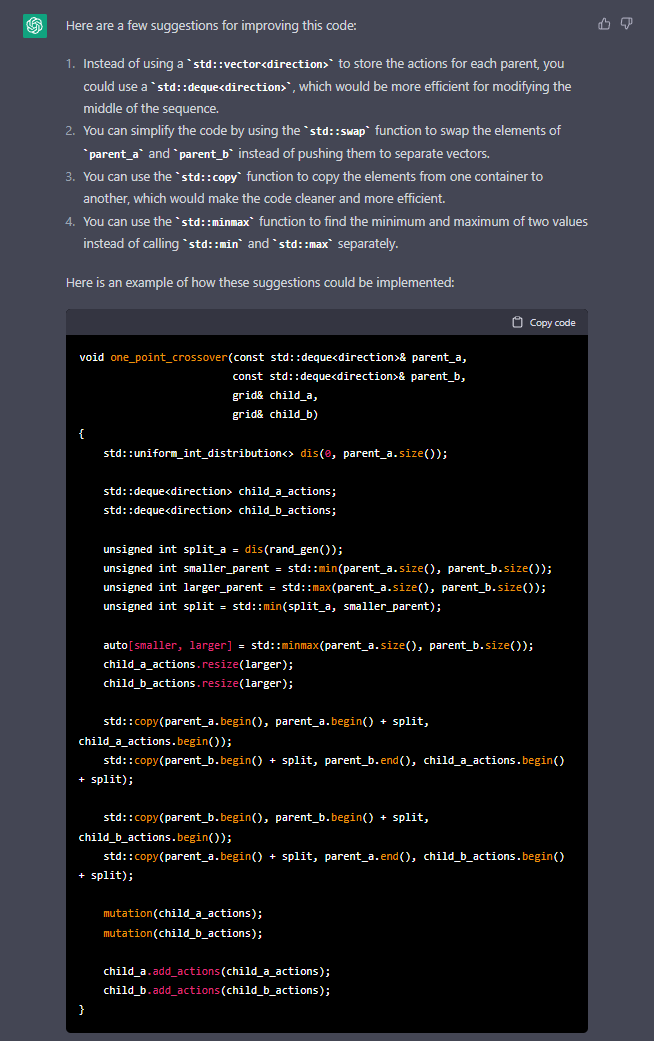 Here are a few suggestions for improving this code:
1. Instead of using a `std::vector<direction>` to store the actions for each parent, you
could use a `std::deque<direction>`, which would be more efficient for modifying the
middle of the sequence.
2. You can simplify the code by using the `std::swap` function to swap the elements of
`parent_a` and `parent_b` instead of pushing them to separate vectors.
3. You can use the `std::copy` function to copy the elements from one container to
another, which would make the code cleaner and more efficient.
4. You can use the `std::minmax` function to find the minimum and maximum of two values
instead of calling `std::min` and `std::max` separately.
Here is an example of how these suggestions could be implemented:
Copy code
void one_point_crossover(const std::deque<direction>& parent_a,
const std::deque<direction>& parent_b,
grid& child_a,
grid& child_b)
{
std::uniform_int_distribution<> dis(0, parent_a.size());
std::deque<direction> child_a_actions;
std::deque<direction> child_b_actions;
unsigned int split_a = dis(rand_gen());
unsigned int smaller_parent = std::min(parent_a.size(), parent_b.size());
unsigned int larger_parent = std::max(parent_a.size(), parent_b.size());
unsigned int split = std::min(split_a, smaller_parent);
auto[smaller, larger] = std::minmax(parent_a.size(), parent_b.size());
child_a_actions.resize(larger);
child_b_actions.resize(larger);
std::copy(parent_a.begin(), parent_a.begin() + split,
child_a_actions.begin());
std::copy(parent_b.begin() + split, parent_b.end(), child_a_actions.begin()
+ split);
std::copy(parent_b.begin(), parent_b.begin() + split,
child_b_actions.begin());
std::copy(parent_a.begin() + split, parent_a.end(), child_b_actions.begin()
+ split);
mutation(child_a_actions);
mutation(child_b_actions);
child_a.add_actions(child_a_actions);
child_b.add_actions(child_b_actions);
}